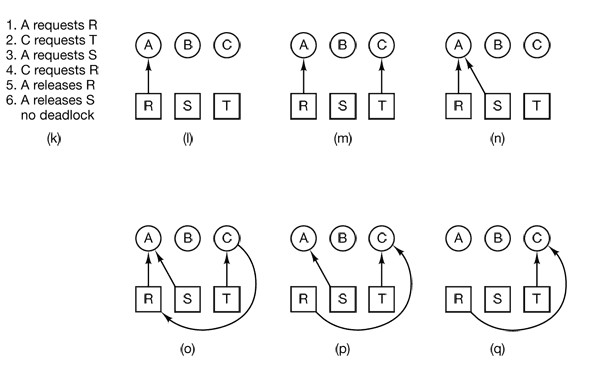 1. A requests R
2. C requests T
3. A requests S
4. C requests R
5. A releases R
6. A releases S
no deadlock
(k)
A B C
R S T
(l)
A B C
R S T
(m)
A B C
R S T
(n)
A B C
R S T
(o)
A B C
R S T
(p)
A B C
R S T
(q)